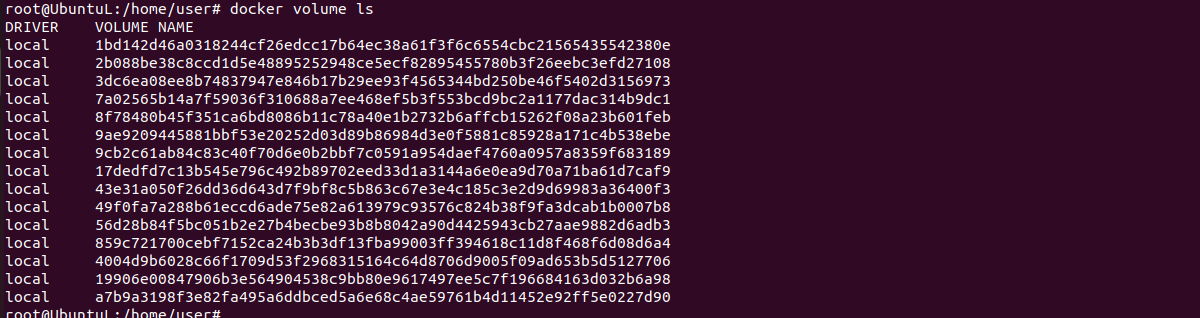 root@UbuntuL:/home/user# docker volume ls
DRIVER    VOLUME NAME
local     1bd142d46a0318244cf26edcc17b64ec38a61f3f6c6554cbc21565435542380e
local     2b088be38c8ccd1d5e48895252948ce5ecf82895455780b3f26eebc3efd27108
local     3dc6ea08ee8b74837947e846b17b29ee93f4565344bd250be46f5402d3156973
local     7a02565b14a7f59036f310688a7ee468ef5b3f553bcd9bc2a1177dac314b9dc1
local     8f78480b45f351ca6bd8086b11c78a40e1b2732b6affcb15262f08a23b601feb
local     9ae9209445881bbf53e20252d03d89b86984d3e0f5881c85928a171c4b538ebe
local     9cb2c61ab84c83c40f70d6e0b2bbf7c0591a954daef4760a0957a8359f683189
local     17dedfd7c13b545e796c492b89702eed33d1a3144a6e0ea9d70a71ba61d7caf9
local     43e31a050f26dd36d643d7f9bf8c5b863c67e3e4c185c3e2d9d69983a36400f3
local     49f0fa7a288b61eccd6ade75e82a613979c93576c824b38f9fa3dcab1b0007b8
local     56d28b84f5bc051b2e27b4becbe93b8b8042a90d4425943cb27aae9882d6adb3
local     859c721700cebf7152ca24b3b3df13fba99003ff394618c11d8f468f6d08d6a4
local     4004d9b6028c66f1709d53f2968315164c64d8706d9005f09ad653b5d5127706
local     19906e00847906b3e564904538c9bb80e9617497ee5c7f196684163d032b6a98
local     a7b9a3198f3e82fa495a6ddbced5a6e68c4ae59761b4d11452e92ff5e0227d90
root@UbuntuL:/home/user#